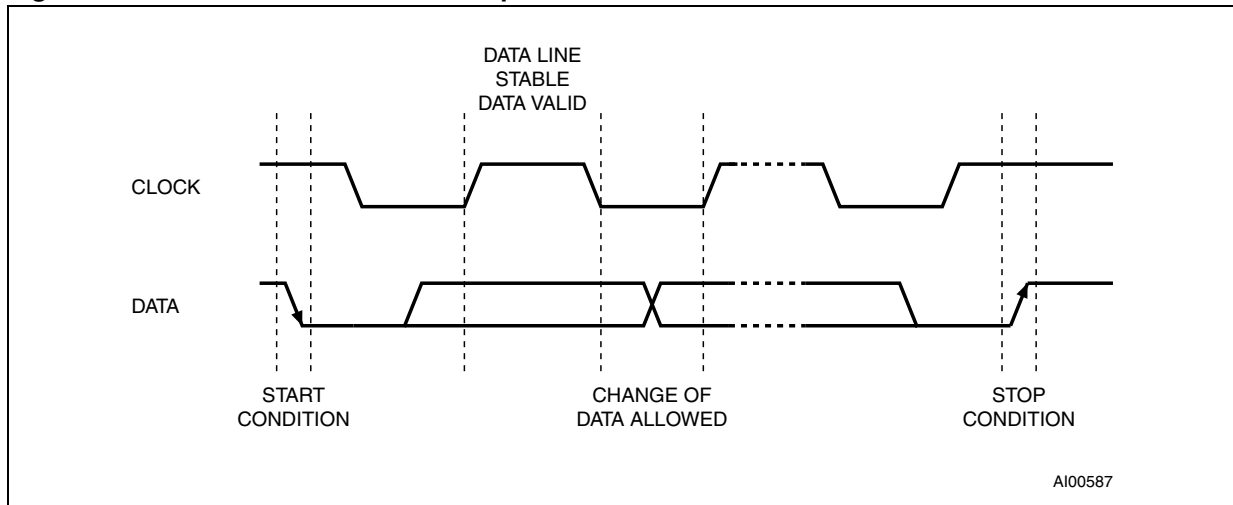 DATA LINE
STABLE
DATA VALID
CLOCK
DATA
START
CONDITION
CHANGE OF
DATA ALLOWED
STOP
CONDITION
AI00587